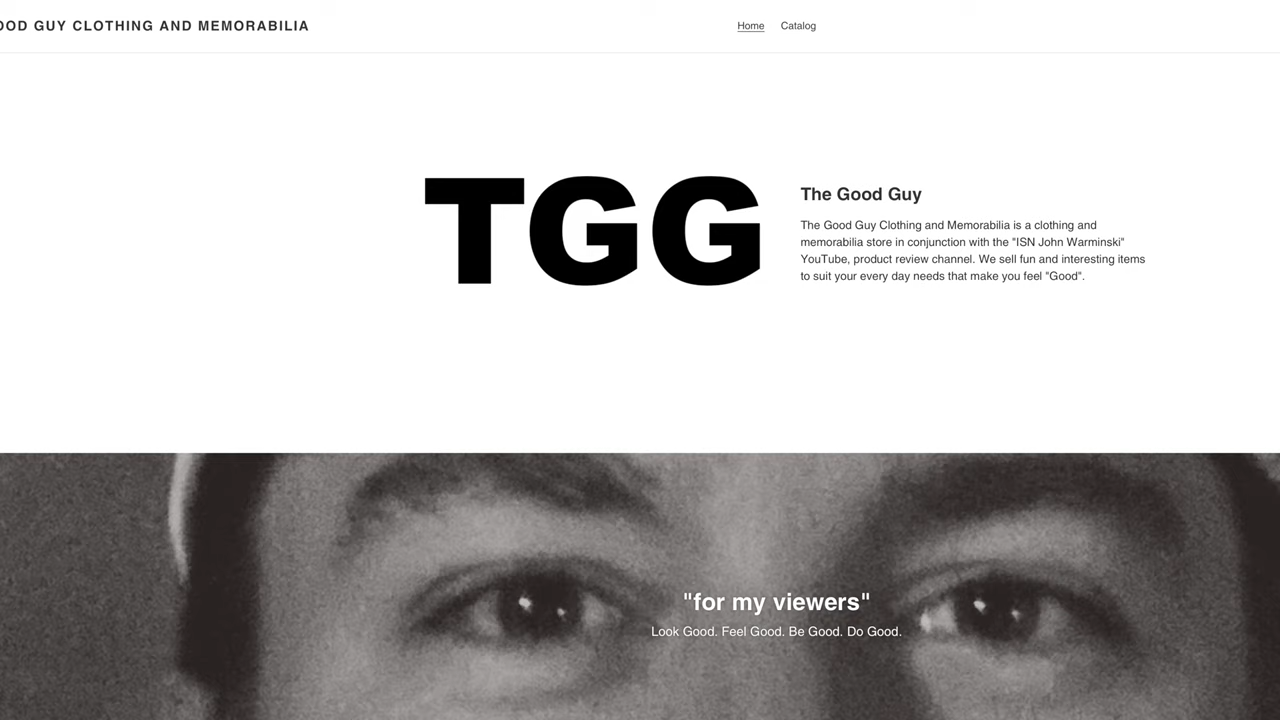 OOD GUY CLOTHING AND MEMORABILIA
Home
Catalog
TGG
The Good Guy
The Good Guy Clothing and Memorabilia is a clothing and
memorabilia store in conjunction with the "ISN John Warminski"
YouTube, product review channel. We sell fun and interesting items
to suit your every day needs that make you feel "Good".
"for my viewers"
Look Good. Feel Good. Be Good. Do Good.